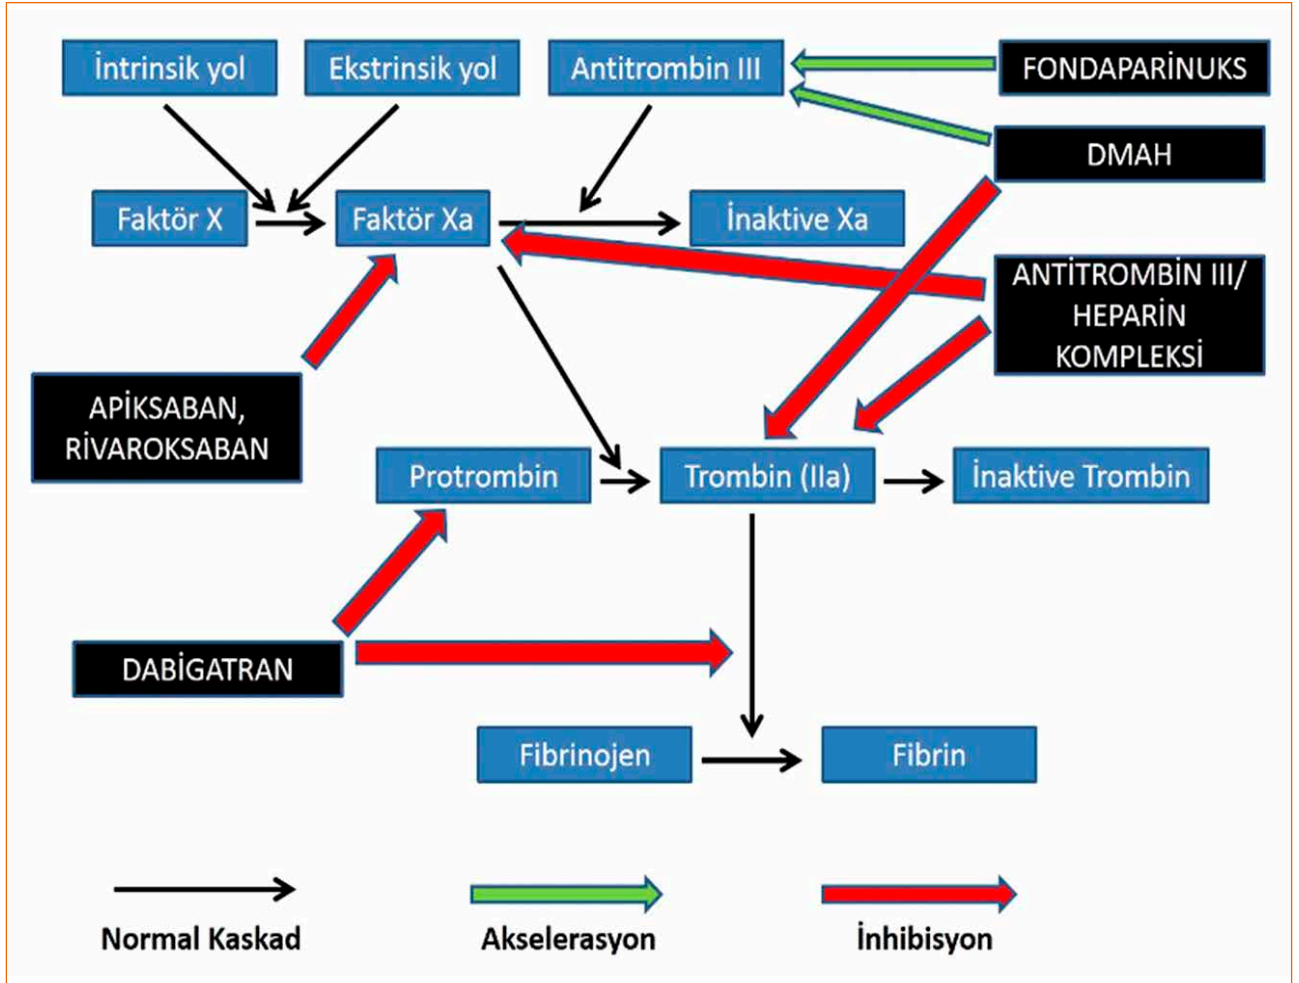 İntrinsik yol
Ekstrinsik yol
Antitrombin III
FONDAPARİNUKS
DMAH
Faktör X
Faktör Xa
İnaktive Xa
ANTİTROMBİN III/
HEPARİN
KOMPLEKSİ
APİKSABAN,
RİVAROKSABAN
Protrombin
Trombin (IIa)
İnaktive Trombin
DABİGATRAN
Fibrinojen
Fibrin
Normal Kaskad
Akselerasyon
İnhibisyon